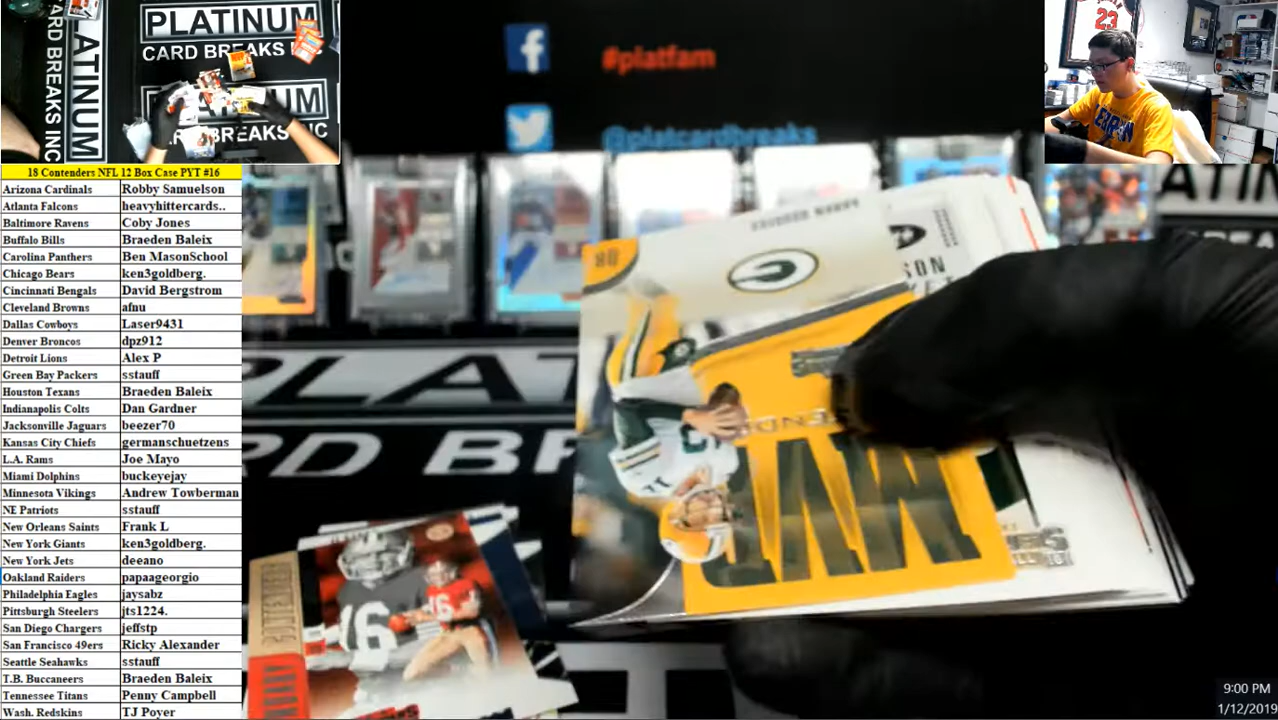 PLATINUM
CARD BREAKS INC
PLATINUM
CARD BREAKS INC
#platfam
@platcardbreaks
23
18 Contenders NFL 12 Box Case PYT #16
Arizona Cardinals Robby Samuelson
Atlanta Falcons heavyhittercards..
Baltimore Ravens Coby Jones
Buffalo Bills Braeden Baleix
Carolina Panthers Ben MasonSchool
Chicago Bears ken3goldberg.
Cincinnati Bengals David Bergstrom
Cleveland Browns afnu
Dallas Cowboys Laser9431
Denver Broncos dpz912
Detroit Lions Alex P
Green Bay Packers sstauff
Houston Texans Braeden Baleix
Indianapolis Colts Dan Gardner
Jacksonville Jaguars beezer70
Kansas City Chiefs germanschuetzens
L.A. Rams Joe Mayo
Miami Dolphins buckeyejay
Minnesota Vikings Andrew Towberman
NE Patriots sstauff
New Orleans Saints Frank L
New York Giants ken3goldberg.
New York Jets deeano
Oakland Raiders papaageorgio
Philadelphia Eagles jaysabz
Pittsburgh Steelers jts1224.
San Diego Chargers jeffstp
San Francisco 49ers Ricky Alexander
Seattle Seahawks sstauff
T.B. Buccaneers Braeden Baleix
Tennessee Titans Penny Campbell
Wash. Redskins TJ Poyer
AARON RODGERS
MVP
16
9:00 PM
1/12/2019